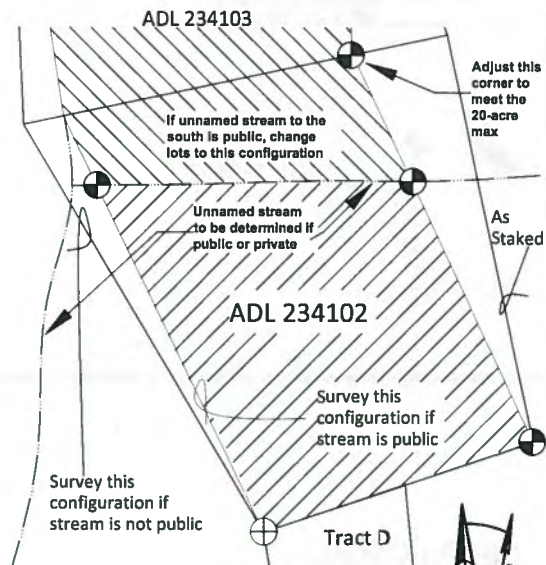 ADL 234103
Adjust this
corner to
meet the
20-acre
max
If unnamed stream to the
south is public, change
lots to this configuration
Unnamed stream
to be determined if
public or private
As
Staked
ADL 234102
Survey this
configuration if
stream is public
Survey this
configuration if
stream is not public
Tract D